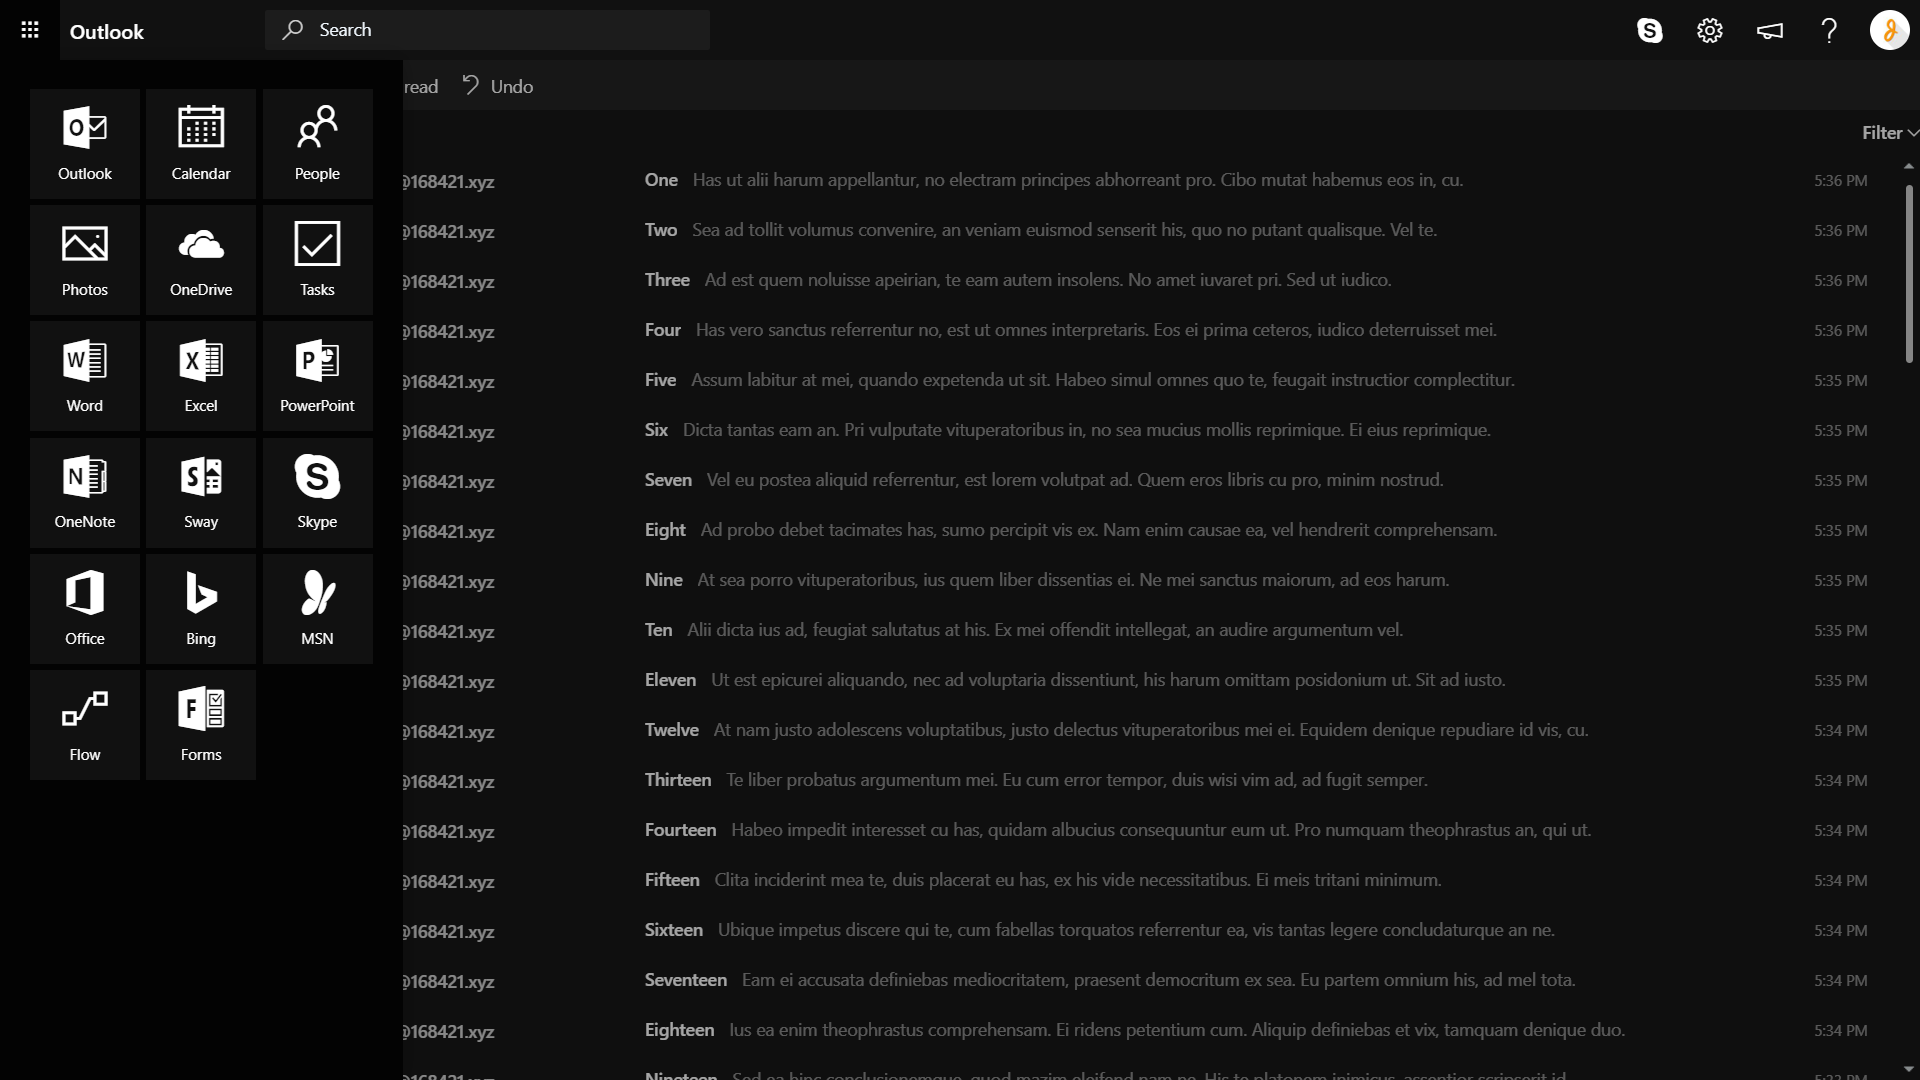 Outlook
Search
read
Undo
Filter
Outlook
Calendar
People
Photos
OneDrive
Tasks
Word
Excel
PowerPoint
OneNote
Sway
Skype
Office
Bing
MSN
Flow
Forms
@168421.xyz One Has ut alii harum appellantur, no electram principes abhorreant pro. Cibo mutat habemus eos in, cu. 5:36 PM
@168421.xyz Two Sea ad tollit volumus convenire, an veniam euismod senserit his, quo no putant qualisque. Vel te. 5:36 PM
@168421.xyz Three Ad est quem noluisse apeirian, te eam autem insolens. No amet iuvaret pri. Sed ut iudico. 5:36 PM
@168421.xyz Four Has vero sanctus referrentur no, est ut omnes interpretaris. Eos ei prima ceteros, iudico deterruisset mei. 5:36 PM
@168421.xyz Five Assum labitur at mei, quando expetenda ut sit. Habeo simul omnes quo te, feugait instructior complectitur. 5:35 PM
@168421.xyz Six Dicta tantas eam an. Pri vulputate vituperatoribus in, no sea mucius mollis reprimique. Ei eius reprimique. 5:35 PM
@168421.xyz Seven Vel eu postea aliquid referrentur, est lorem volutpat ad. Quem eros libris cu pro, minim nostrud. 5:35 PM
@168421.xyz Eight Ad probo debet tacimates has, sumo percipit vis ex. Nam enim causae ea, vel hendrerit comprehensam. 5:35 PM
@168421.xyz Nine At sea porro vituperatoribus, ius quem liber dissentias ei. Ne mei sanctus maiorum, ad eos harum. 5:35 PM
@168421.xyz Ten Alii dicta ius ad, feugiat salutatus at his. Ex mei offendit intellegat, an audire argumentum vel. 5:35 PM
@168421.xyz Eleven Ut est epicurei aliquando, nec ad voluptaria dissentiunt, his harum omittam posidonium ut. Sit ad iusto. 5:35 PM
@168421.xyz Twelve At nam justo adolescens voluptatibus, justo delectus vituperatoribus mei ei. Equidem denique repudiare id vis, cu. 5:34 PM
@168421.xyz Thirteen Te liber probatus argumentum mei. Eu cum error tempor, duis wisi vim ad, ad fugit semper. 5:34 PM
@168421.xyz Fourteen Habeo impedit interesset cu has, quidam albucius consequuntur eum ut. Pro numquam theophrastus an, qui ut. 5:34 PM
@168421.xyz Fifteen Clita inciderint mea te, duis placerat eu has, ex his vide necessitatibus. Ei meis tritani minimum. 5:34 PM
@168421.xyz Sixteen Ubique impetus discere qui te, cum fabellas torquatos referrentur ea, vis tantas legere concludaturque an ne. 5:34 PM
@168421.xyz Seventeen Eam ei accusata definiebas mediocritatem, praesent democritum ex sea. Eu partem omnium his, ad mel tota. 5:34 PM
@168421.xyz Eighteen Ius ea enim theophrastus comprehensam. Ei ridens petentium cum. Aliquip definiebas et vix, tamquam denique duo. 5:34 PM
@168421.xyz Nineteen Sed ea hinc conclusionemque, quod mazim eleifend nam ne. His te platonem inimicus, assentior scripserit id. 5:33 PM